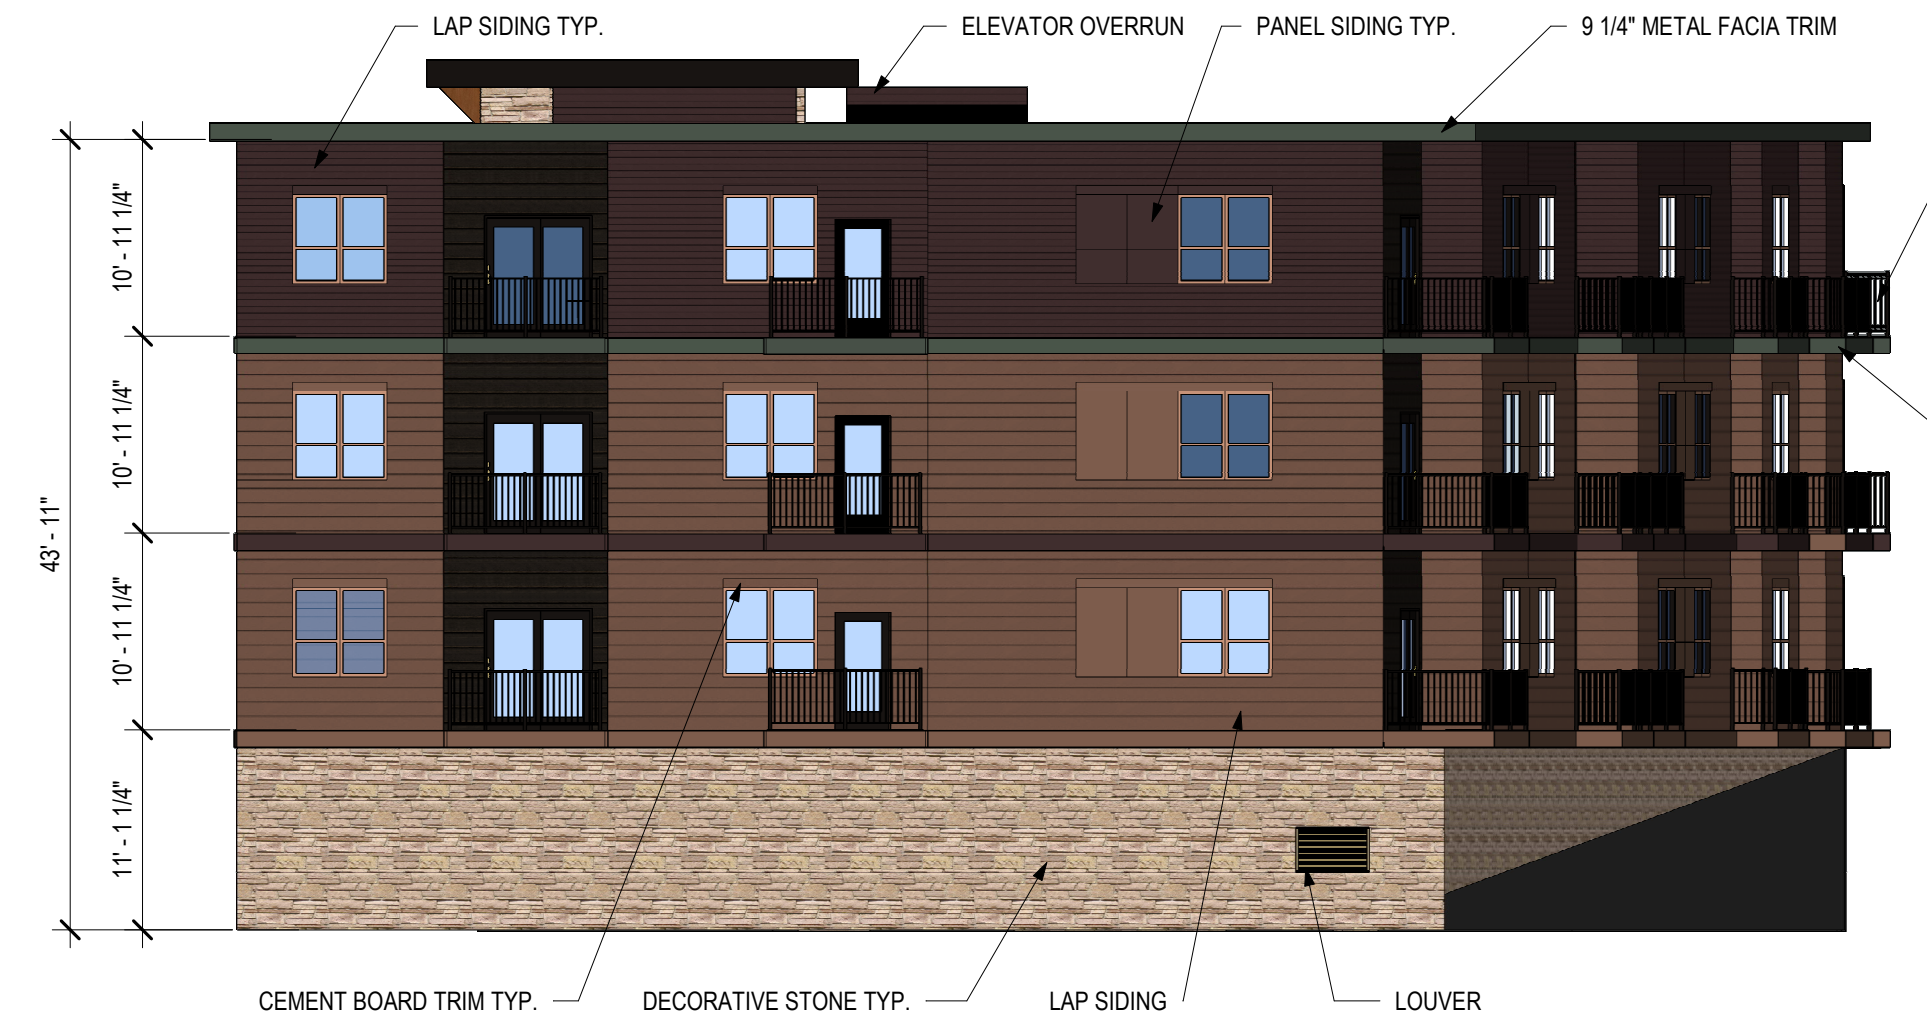 LAP SIDING TYP.
ELEVATOR OVERRUN
PANEL SIDING TYP.
9 1/4" METAL FACIA TRIM
10' - 11 1/4"
10' - 11 1/4"
43' - 11"
10' - 11 1/4"
11' - 1 1/4"
CEMENT BOARD TRIM TYP.
DECORATIVE STONE TYP.
LAP SIDING
LOUVER